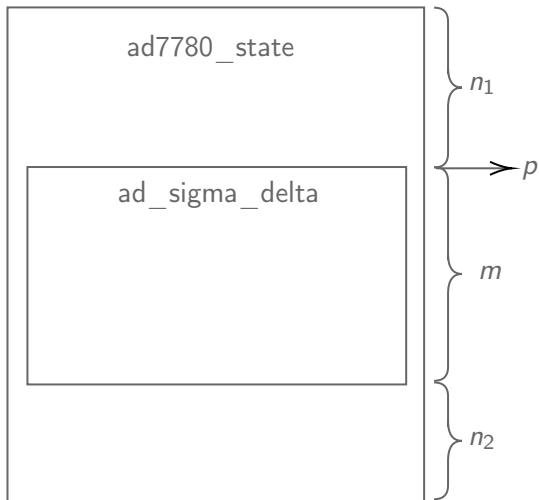 ad7780_state
n₁
p
ad_sigma_delta
m
n₂